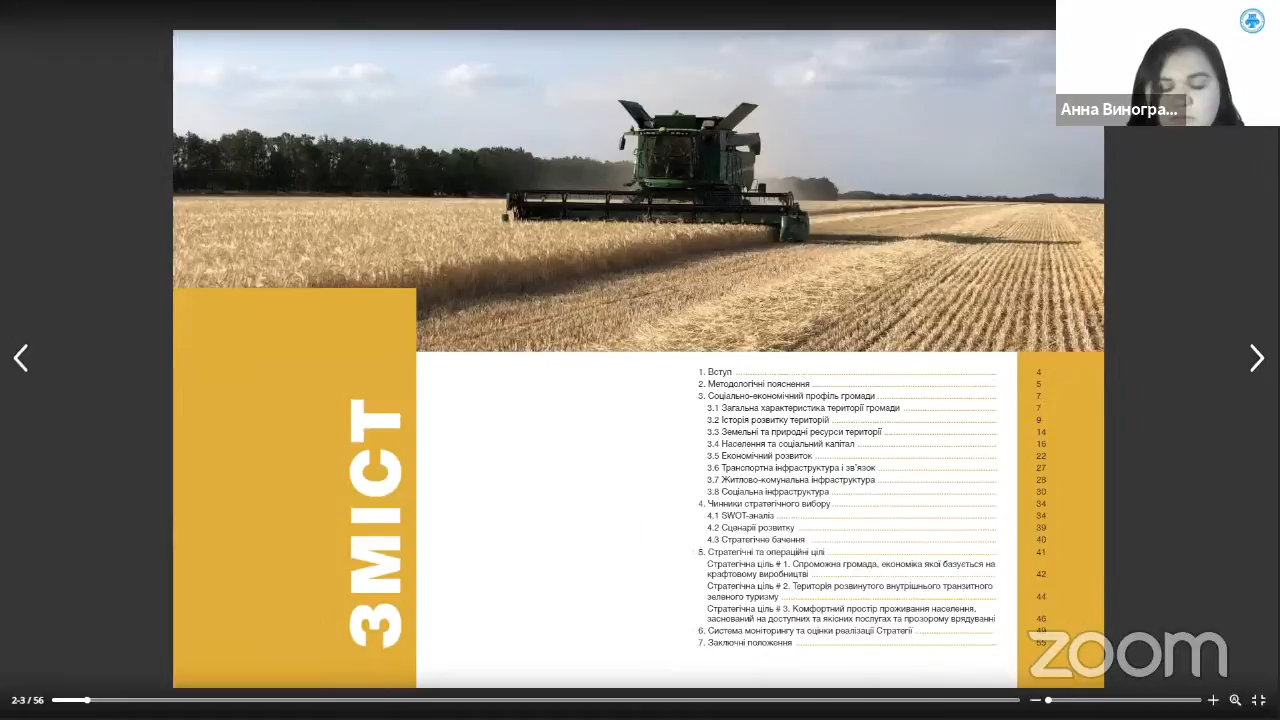 Анна Виногра...
ЗМІСТ
1. Вступ 4
2. Методологічні пояснення 5
3. Соціально-економічний профіль громади 7
3.1 Загальна характеристика території громади 7
3.2 Історія розвитку територій 9
3.3 Земельні та природні ресурси території 14
3.4 Населення та соціальний капітал 16
3.5 Економічний розвиток 22
3.6 Транспортна інфраструктура і зв'язок 27
3.7 Житлово-комунальна інфраструктура 28
3.8 Соціальна інфраструктура 30
4. Чинники стратегічного вибору 34
4.1 SWOT-аналіз 34
4.2 Сценарії розвитку 39
4.3 Стратегічне бачення 40
5. Стратегічні та операційні цілі 41
Стратегічна ціль # 1. Спроможна громада, економіка якої базується на
крафтовому виробництві 42
Стратегічна ціль # 2. Територія розвинутого внутрішнього транзитного
зеленого туризму 44
Стратегічна ціль # 3. Комфортний простір проживання населення,
заснований на доступних та якісних послугах та прозорому врядуванні 46
6. Система моніторингу та оцінки реалізації Стратегії 49
7. Заключні положення 55
zoom
2-3 / 56